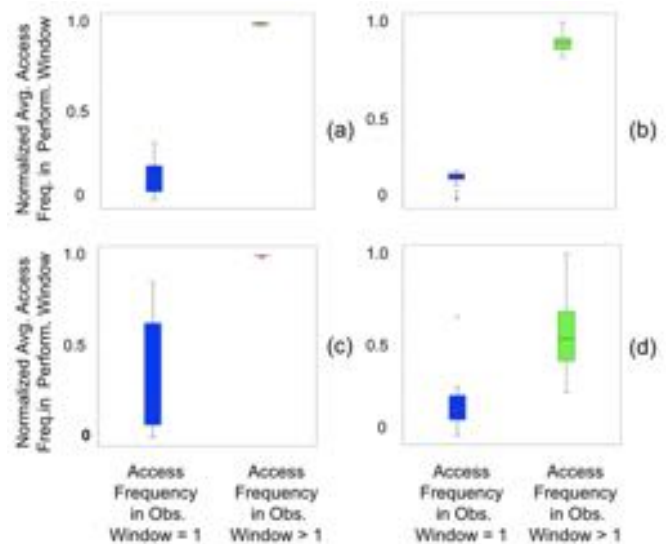 Normalized Avg. Access
Freq. in Perform. Window
1.0
0.5
0
(a)
1.0
0.5
0
(b)
Normalized Avg. Access
Freq.in Perform. Window
1.0
0.5
0
(c)
1.0
0.5
0
(d)
Access
Frequency
in Obs.
Window = 1
Access
Frequency
in Obs.
Window > 1
Access
Frequency
in Obs.
Window = 1
Access
Frequency
in Obs.
Window > 1